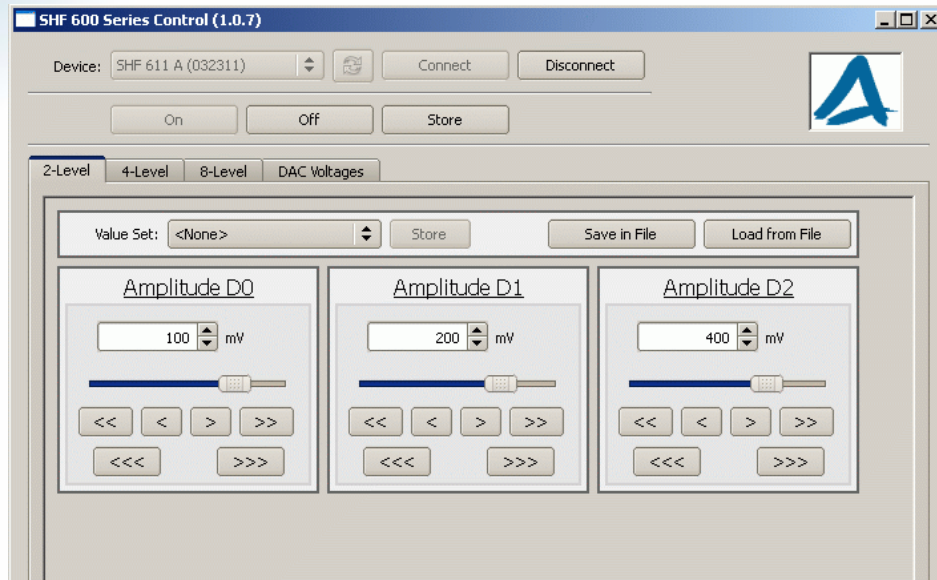 SHF 600 Series Control (1.0.7)
Device: SHF 611 A (032311) Connect Disconnect
On Off Store
2-Level 4-Level 8-Level DAC Voltages
Value Set: <None> Store Save in File Load from File
Amplitude D0 Amplitude D1 Amplitude D2
100 mV 200 mV 400 mV
<< < > >> << < > >> << < > >>
<<< >>> <<< >>> <<< >>>